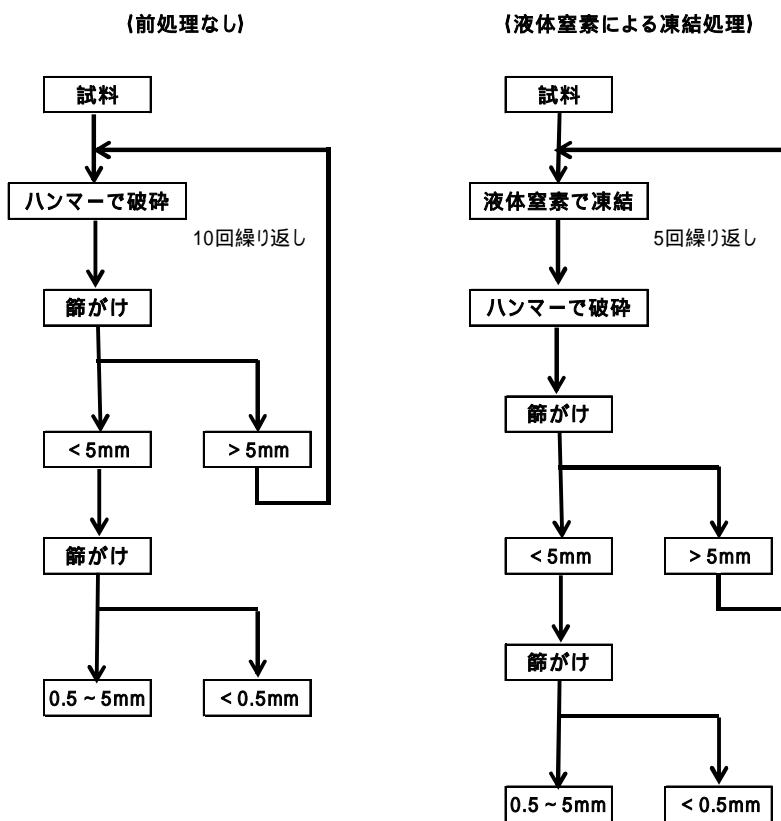 (前処理なし)
試料
ハンマーで破砕
10回繰り返し
篩がけ
<5mm
>5mm
篩がけ
0.5~5mm
<0.5mm
(液体窒素による凍結処理)
試料
液体窒素で凍結
5回繰り返し
ハンマーで破砕
篩がけ
<5mm
>5mm
篩がけ
0.5~5mm
<0.5mm